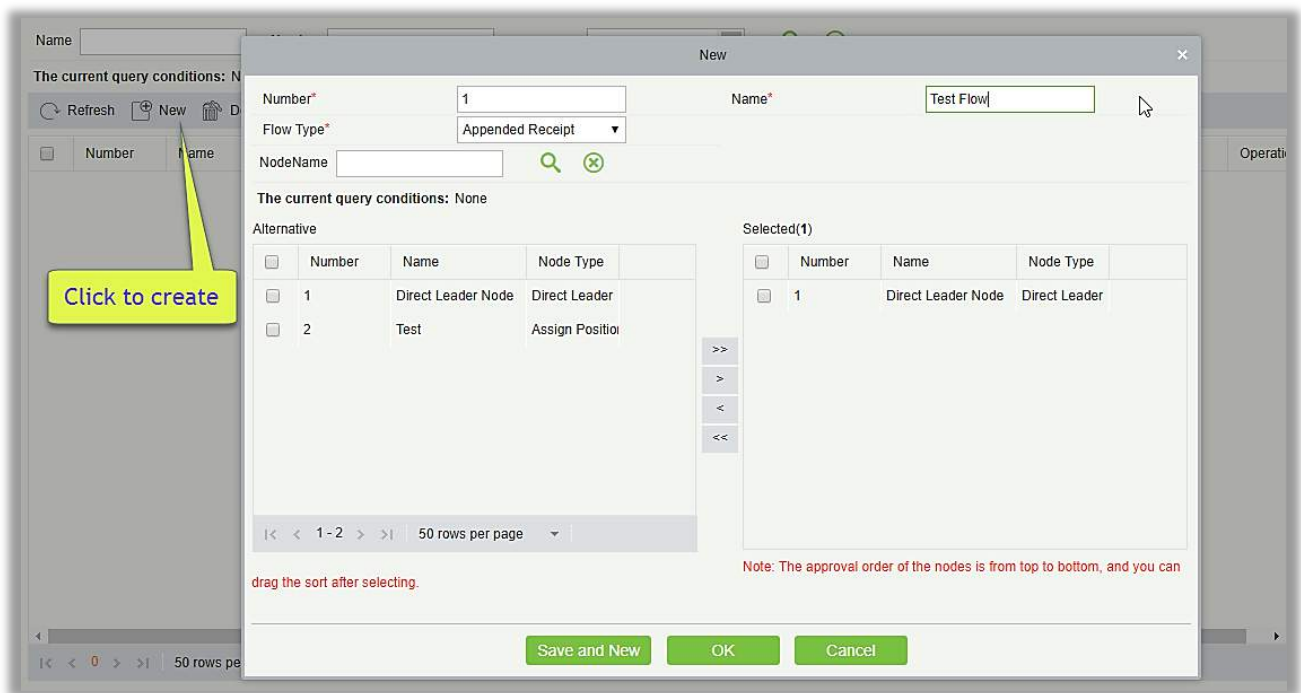 Name
New
The current query conditions: N
Number* 1 Name* Test Flow
Refresh New D
Flow Type* Appended Receipt
Number Name Operati
NodeName
The current query conditions: None
Alternative Selected(1)
Number Name Node Type Number Name Node Type
1 Direct Leader Node Direct Leader 1 Direct Leader Node Direct Leader
Click to create
2 Test Assign Position
>>
>
<
<<
|< < 1 - 2 > >| 50 rows per page
Note: The approval order of the nodes is from top to bottom, and you can
drag the sort after selecting.
Save and New OK Cancel
|< < 0 > >| 50 rows pe